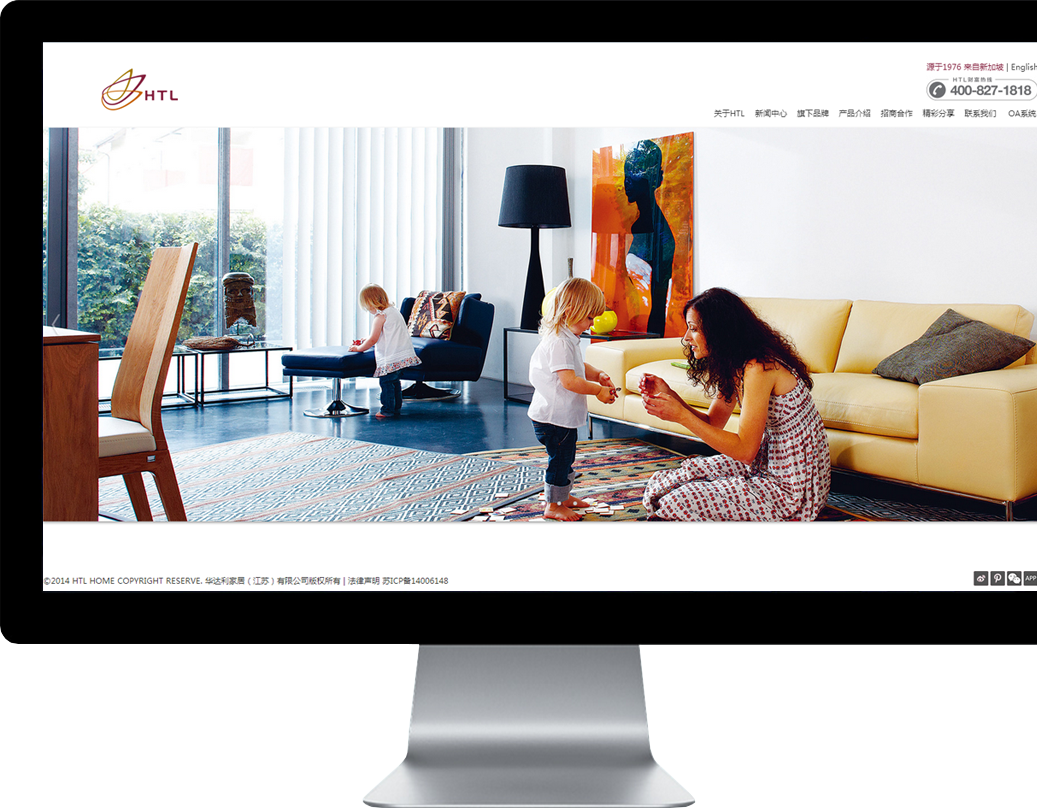 HTL
源于1976 来自新加坡 | English
HTL财富热线
400-827-1818
关于HTL 新闻中心 旗下品牌 产品介绍 招商合作 精彩分享 联系我们 OA系统
©2014 HTL HOME COPYRIGHT RESERVE. 华达利家居（江苏）有限公司版权所有 | 法律声明 苏ICP备14006148
APP